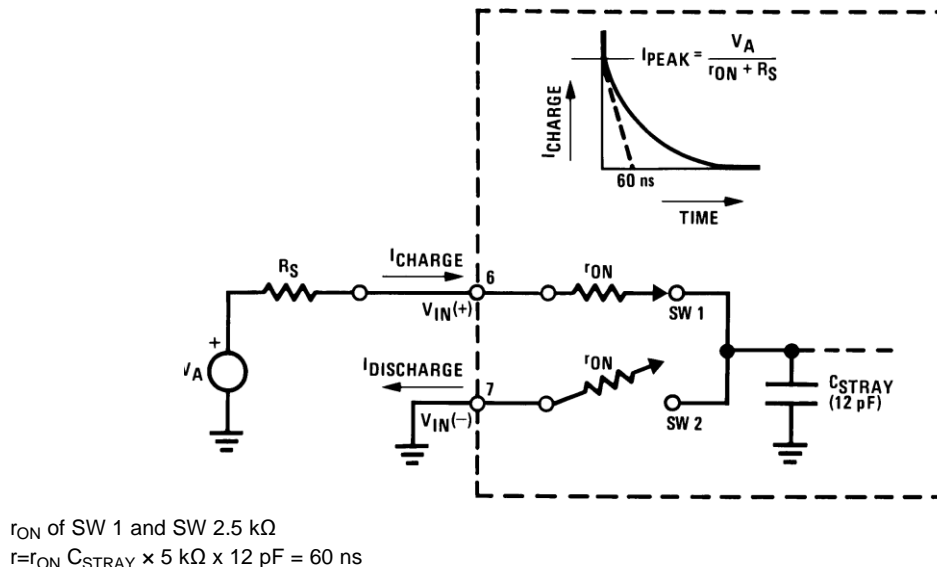 I_PEAK = V_A / r_ON + R_S
I_CHARGE
60 ns
TIME
R_S
I_CHARGE
6
r_ON
V_IN(+)
SW 1
+
V_A
I_DISCHARGE
7
r_ON
V_IN(−)
SW 2
C_STRAY
(12 pF)
r_ON of SW 1 and SW 2.5 kΩ
r=r_ON C_STRAY × 5 kΩ x 12 pF = 60 ns